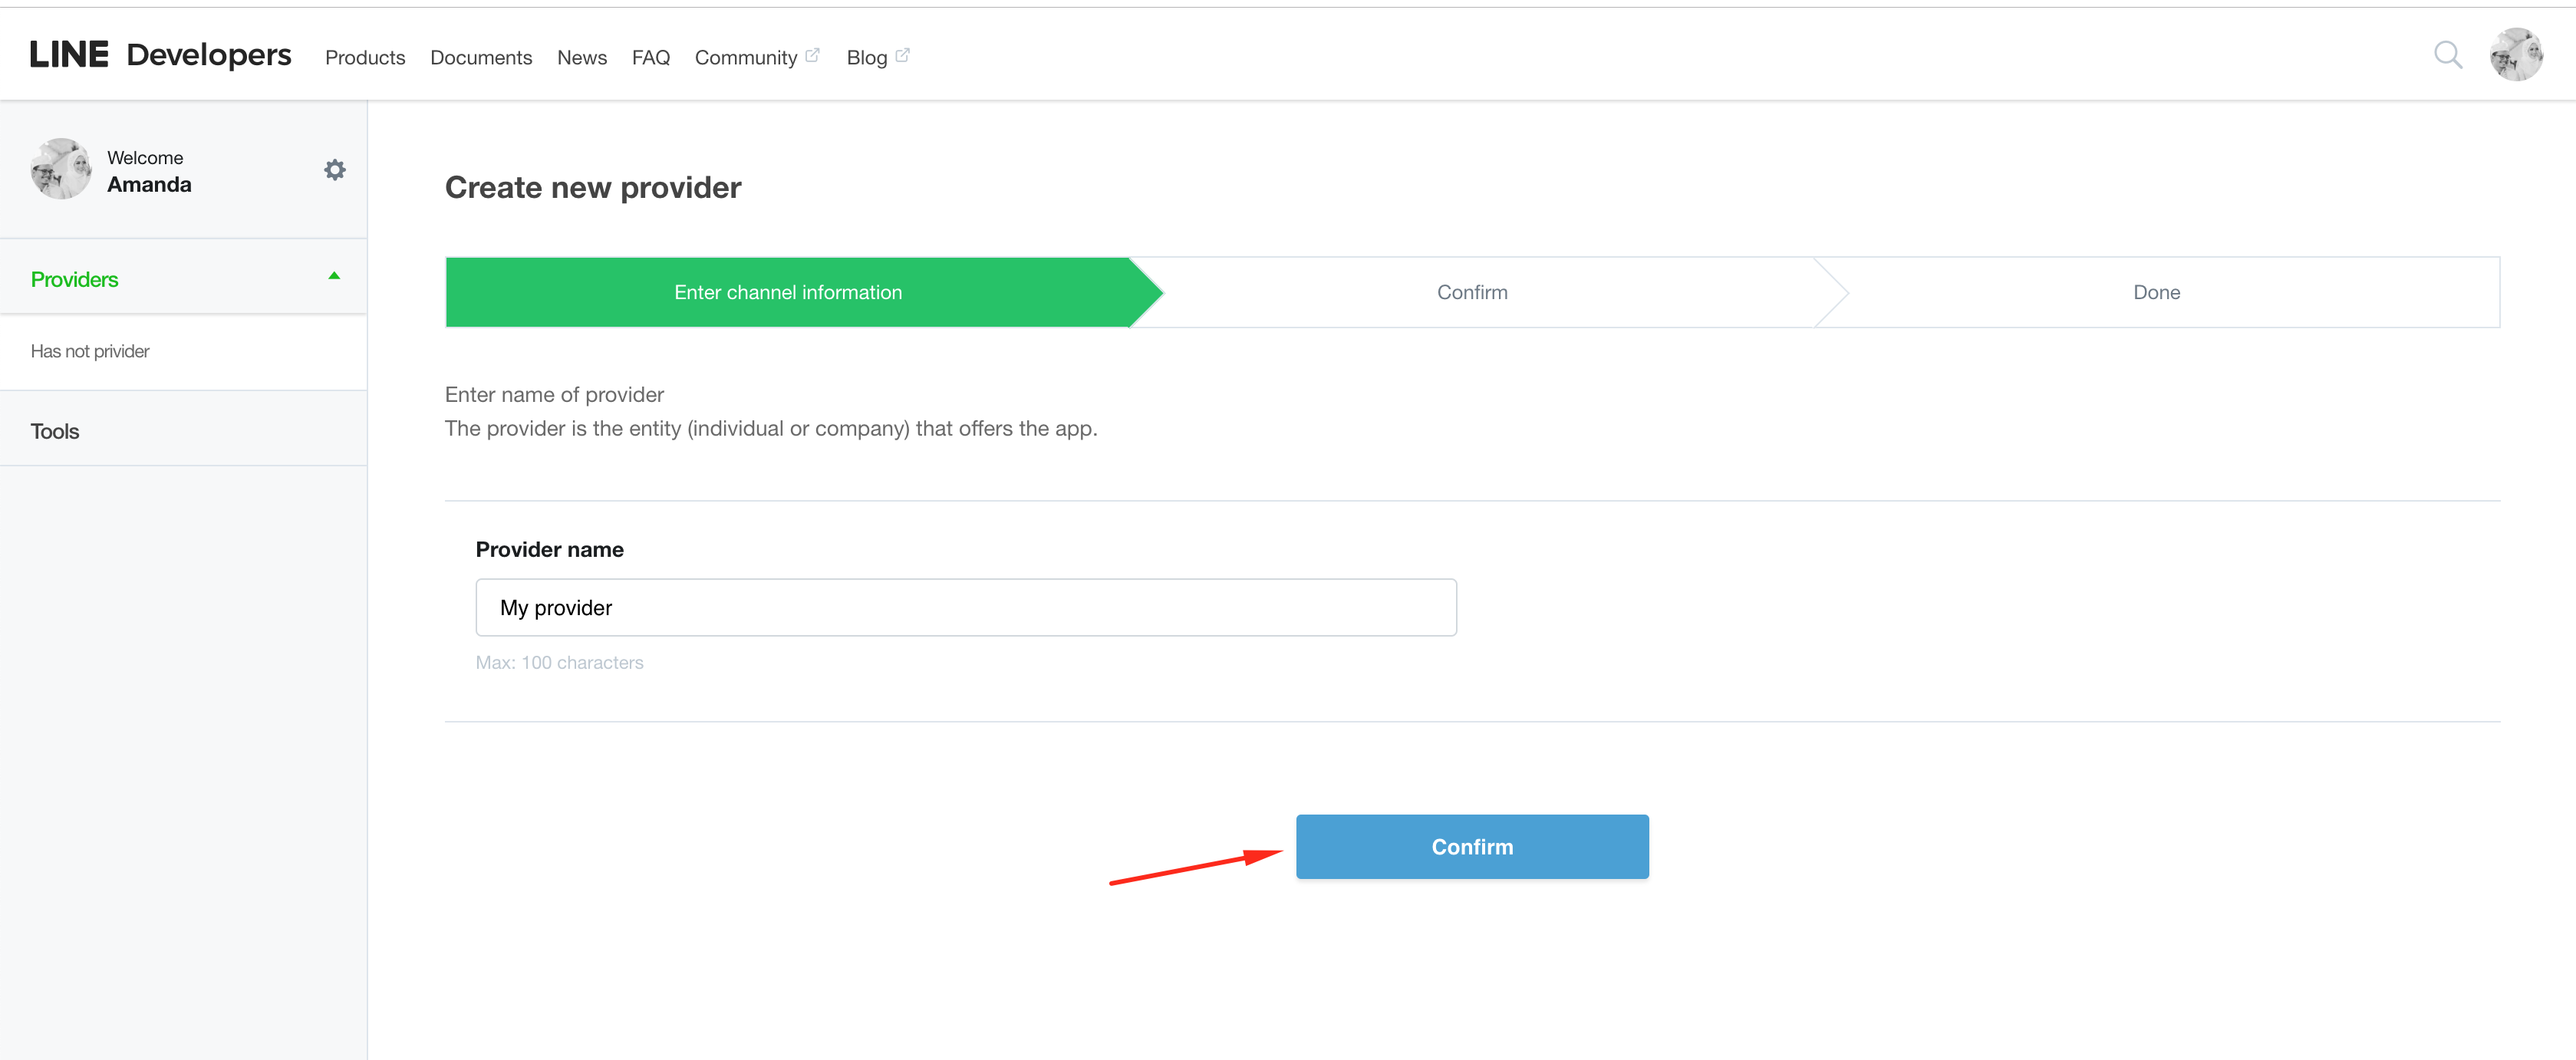 LINE Developers Products Documents News FAQ Community Blog
Welcome
Amanda
Providers
Has not privider
Tools
Create new provider
Enter channel information Confirm Done
Enter name of provider
The provider is the entity (individual or company) that offers the app.
Provider name
My provider
Max: 100 characters
Confirm